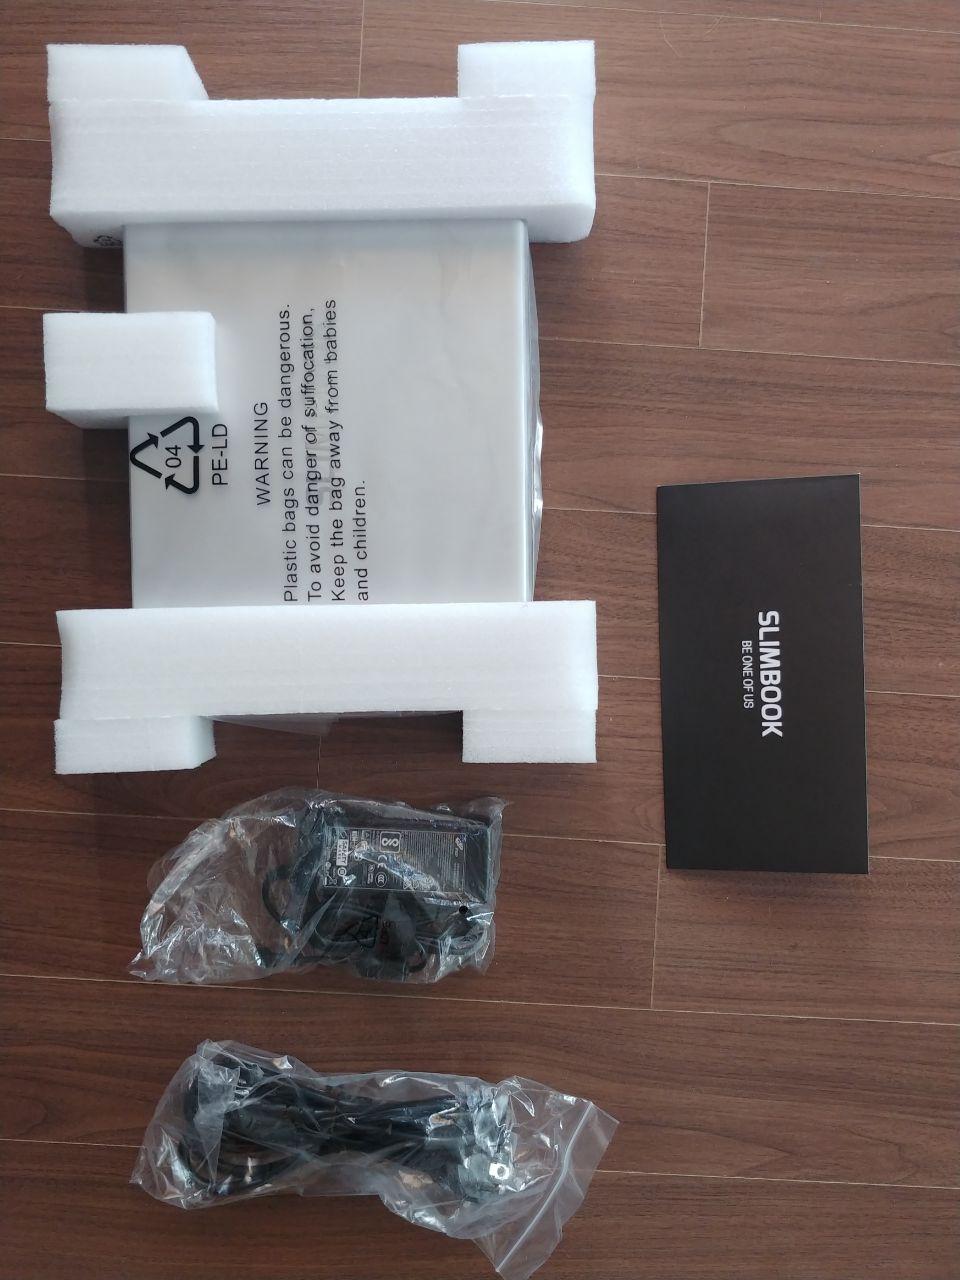 04
PE-LD
WARNING
Plastic bags can be dangerous.
To avoid danger of suffocation,
Keep the bag away from babies
and children.
SLIMBOOK
BE ONE OF US